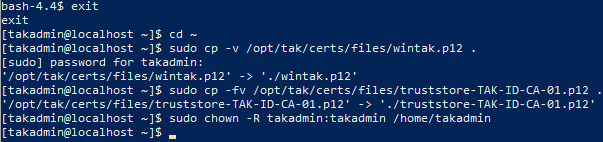 bash-4.4$ exit
exit
[takadmin@localhost ~]$ cd ~
[takadmin@localhost ~]$ sudo cp -v /opt/tak/certs/files/wintak.p12 .
[sudo] password for takadmin:
'/opt/tak/certs/files/wintak.p12' -> './wintak.p12'
[takadmin@localhost ~]$ sudo cp -fv /opt/tak/certs/files/truststore-TAK-ID-CA-01.p12 .
'/opt/tak/certs/files/truststore-TAK-ID-CA-01.p12' -> './truststore-TAK-ID-CA-01.p12'
[takadmin@localhost ~]$ sudo chown -R takadmin:takadmin /home/takadmin
[takadmin@localhost ~]$